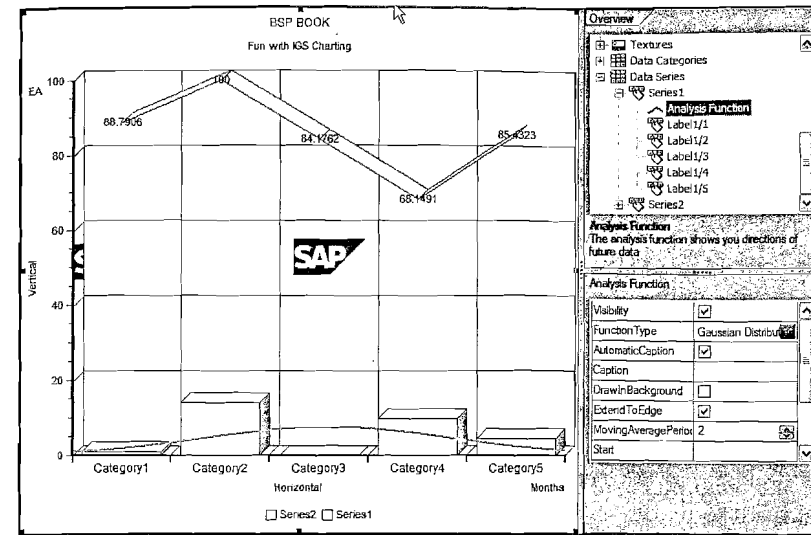 BSP BOOK
Fun with IGS Charting
EA
100
80
60
40
20
0
Vertical
88.7906
100
84.1762
68.1491
85.4323
SAP
Category1
Category2
Category3
Category4
Category5
Horizontal
Months
Series2 Series1
Overview
Textures
Data Categories
Data Series
Series1
Analysis Function
Label1/1
Label1/2
Label1/3
Label1/4
Label1/5
Series2
Analysis Function
The analysis function shows you directions of
future data
Analysis Function
Visibility
FunctionType Gaussian Distribut
AutomaticCaption
Caption
DrawInBackground
ExtendToEdge
MovingAveragePerio 2
Start